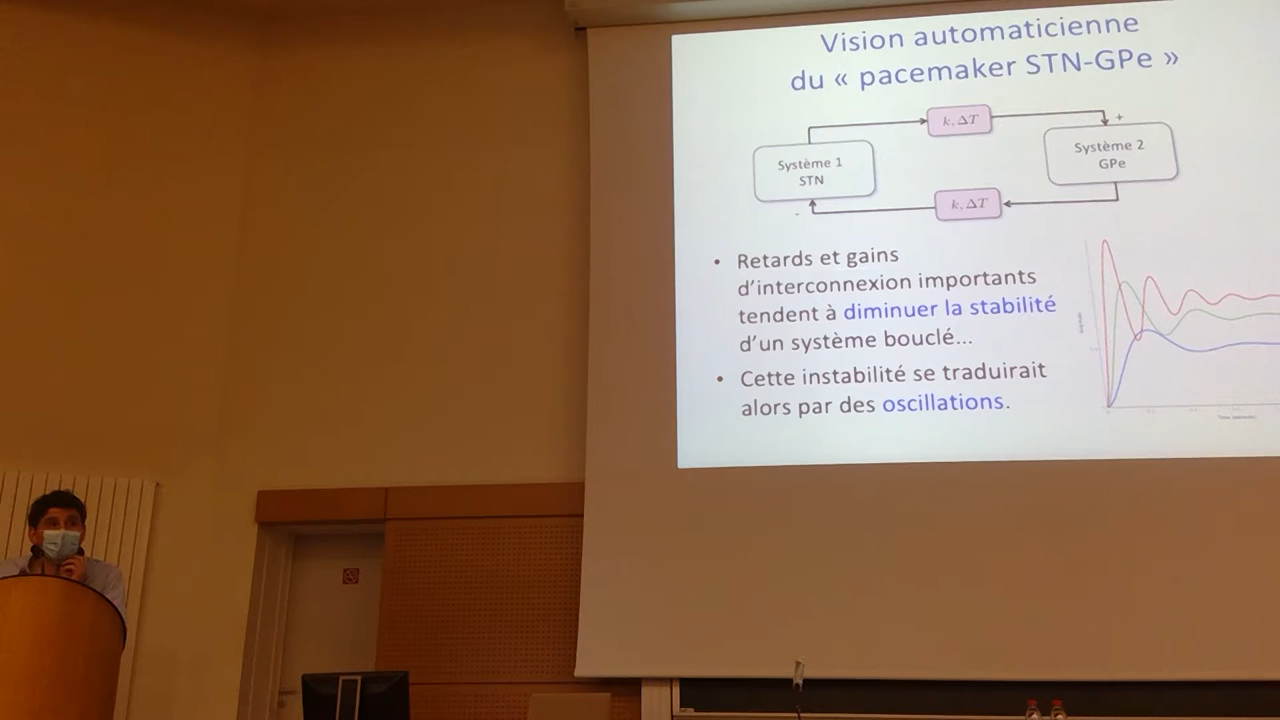 Vision automaticienne
du « pacemaker STN-GPe »
k, ΔT
+
Système 1
STN
Système 2
GPe
k, ΔT
-
• Retards et gains
d’interconnexion importants
tendent à diminuer la stabilité
d’un système bouclé...
• Cette instabilité se traduirait
alors par des oscillations.